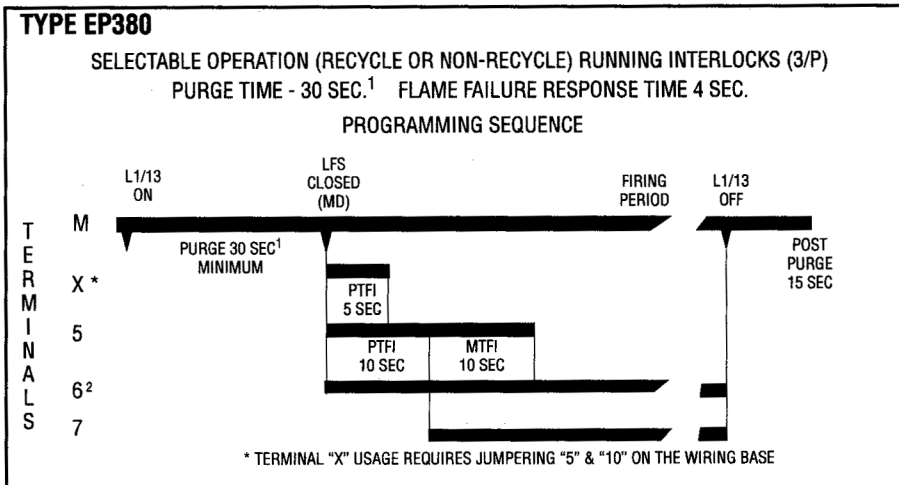 TYPE EP380
SELECTABLE OPERATION (RECYCLE OR NON-RECYCLE) RUNNING INTERLOCKS (3/P)
PURGE TIME - 30 SEC.¹ FLAME FAILURE RESPONSE TIME 4 SEC.
PROGRAMMING SEQUENCE
L1/13
ON
LFS
CLOSED
(MD)
FIRING
PERIOD
L1/13
OFF
TERMINALS
M
PURGE 30 SEC¹
MINIMUM
POST
PURGE
15 SEC
X *
PTFI
5 SEC
5
PTFI
10 SEC
MTFI
10 SEC
6²
7
* TERMINAL "X" USAGE REQUIRES JUMPERING "5" & "10" ON THE WIRING BASE